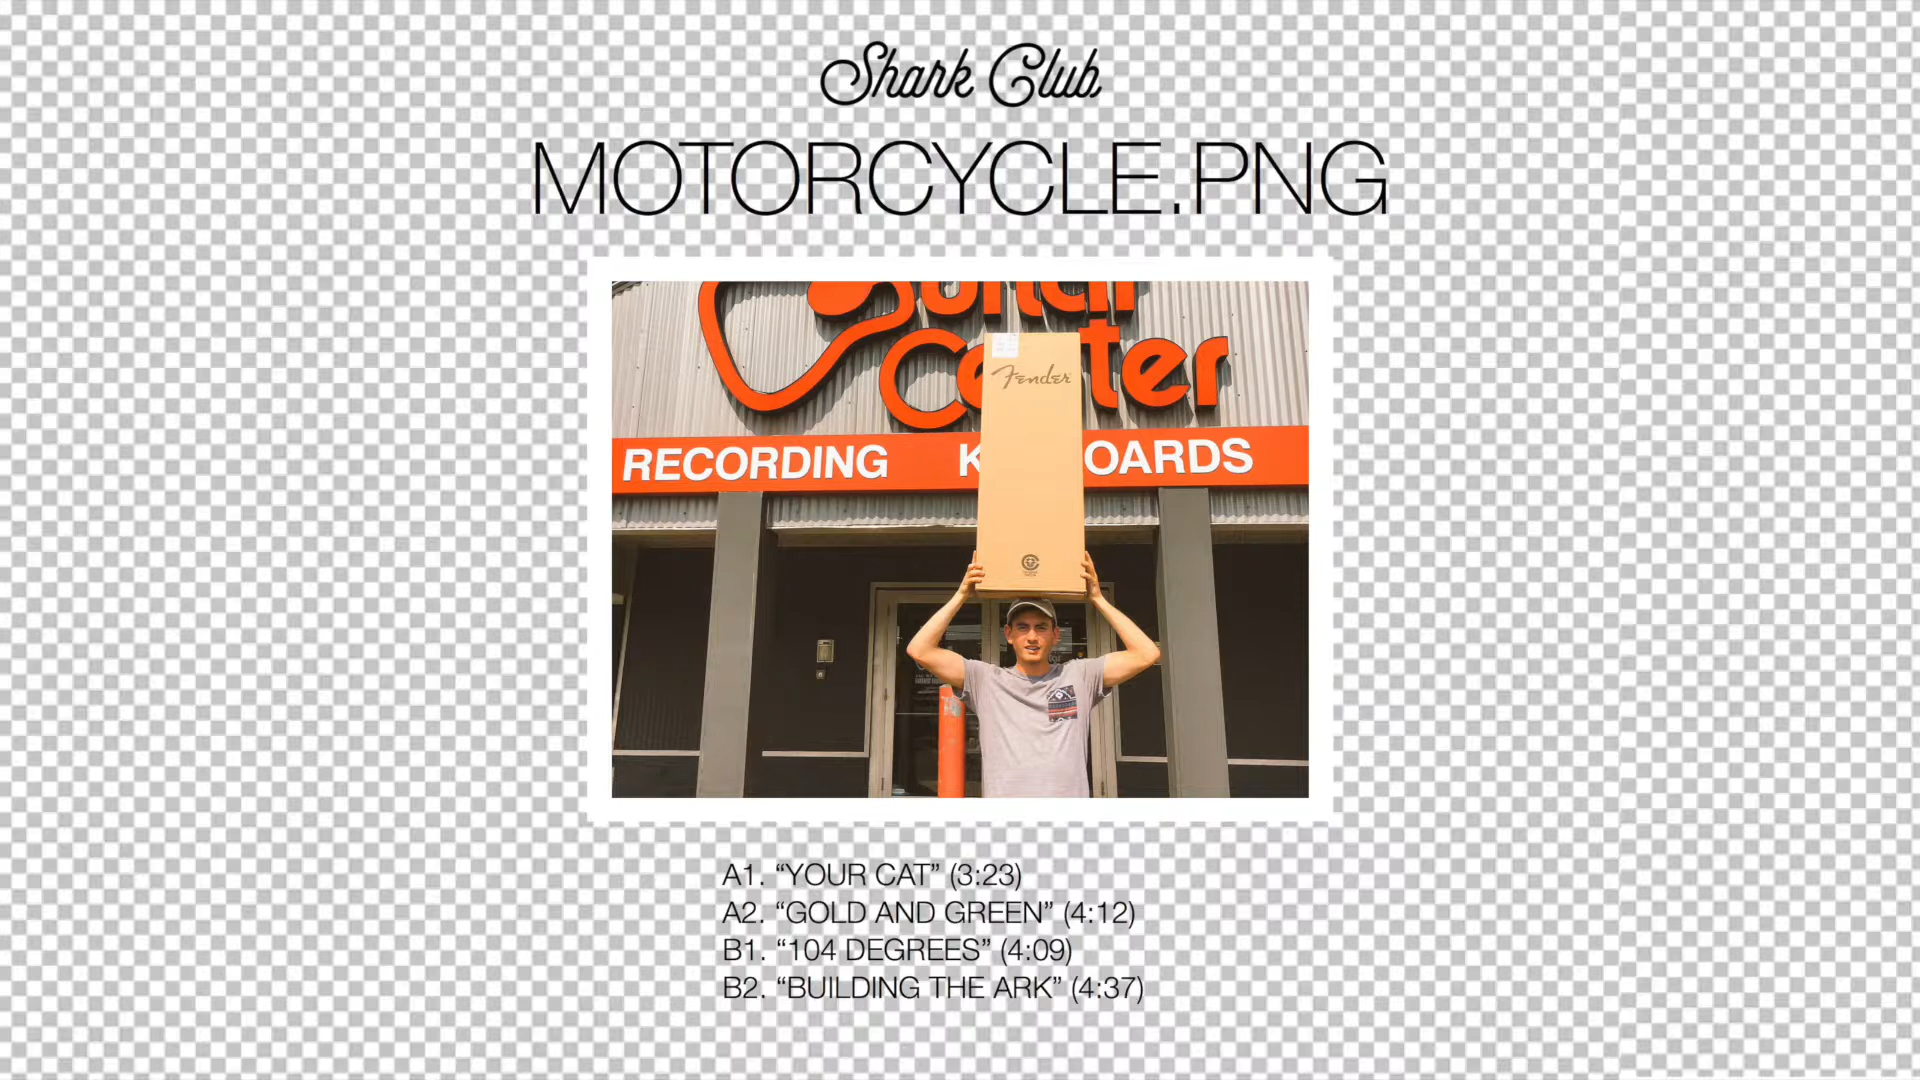 Shark Club
MOTORCYCLE.PNG
Center
Fender
RECORDING K OARDS
A1. “YOUR CAT” (3:23)
A2. “GOLD AND GREEN” (4:12)
B1. “104 DEGREES” (4:09)
B2. “BUILDING THE ARK” (4:37)